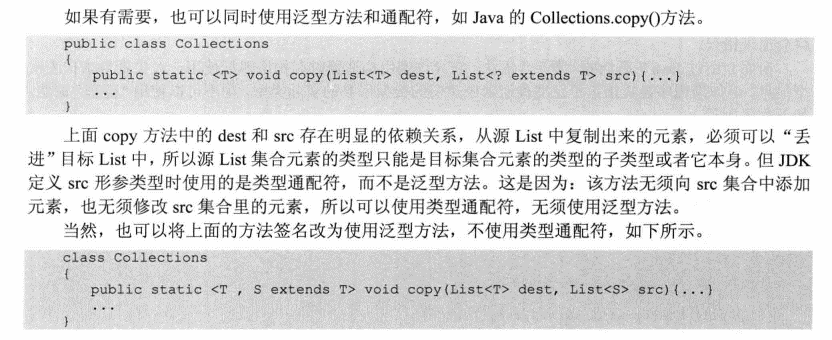 如果有需要，也可以同时使用泛型方法和通配符，如 Java 的 Collections.copy()方法。
public class Collections
{
public static <T> void copy(List<T> dest, List<? extends T> src){...}
...
}
上面 copy 方法中的 dest 和 src 存在明显的依赖关系，从源 List 中复制出来的元素，必须可以“丢
进”目标 List 中，所以源 List 集合元素的类型只能是目标集合元素的类型的子类型或者它本身。但 JDK
定义 src 形参类型时使用的是类型通配符，而不是泛型方法。这是因为：该方法无须向 src 集合中添加
元素，也无须修改 src 集合里的元素，所以可以使用类型通配符，无须使用泛型方法。
当然，也可以将上面的方法签名改为使用泛型方法，不使用类型通配符，如下所示。
class Collections
{
public static <T , S extends T> void copy(List<T> dest, List<S> src){...}
...
}